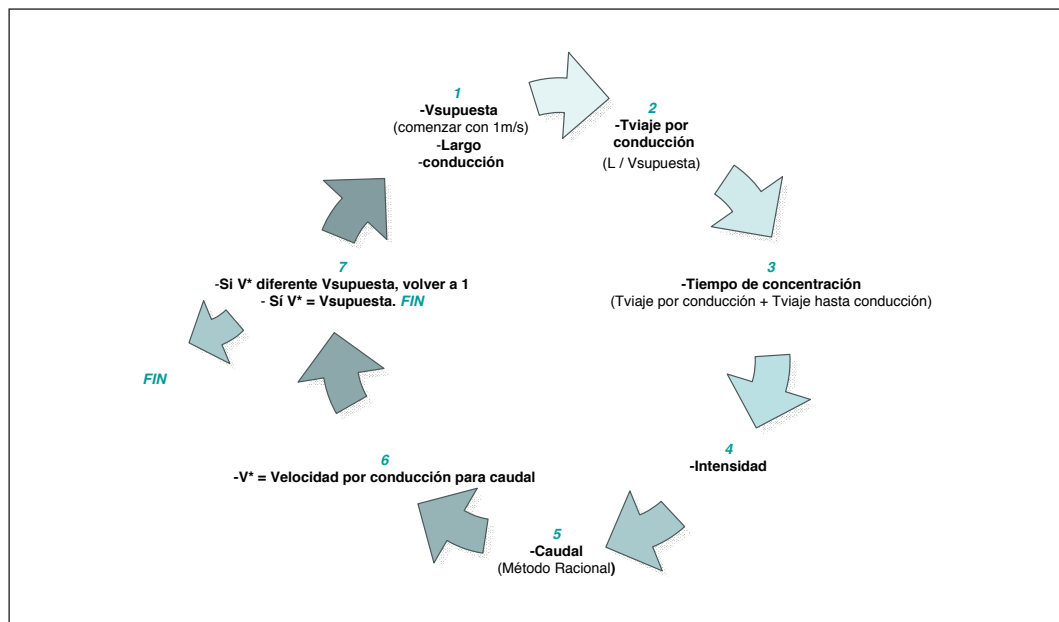 1
-Vsupuesta
(comenzar con 1m/s)
-Largo
-conducción
2
-Tviaje por
conducción
(L / Vsupuesta)
3
-Tiempo de concentración
(Tviaje por conducción + Tviaje hasta conducción)
4
-Intensidad
5
-Caudal
(Método Racional)
6
-V* = Velocidad por conducción para caudal
7
-Si V* diferente Vsupuesta, volver a 1
- Sí V* = Vsupuesta. FIN
FIN